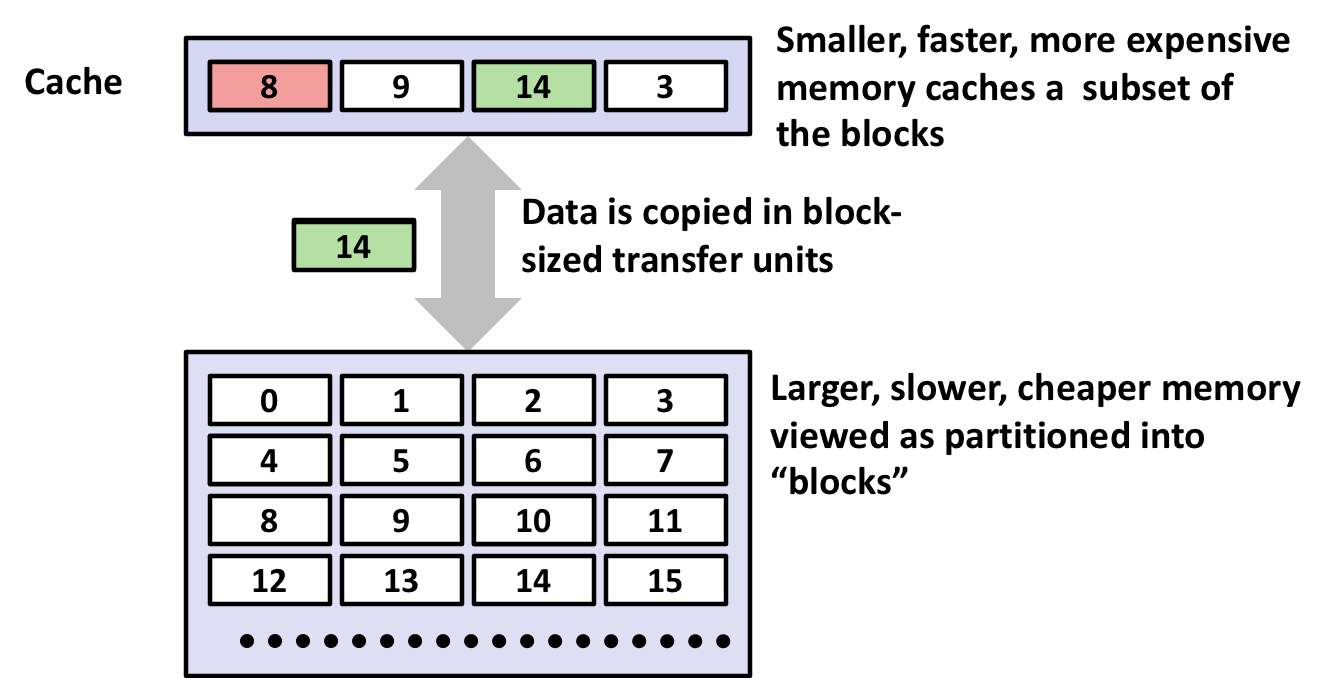 Cache
8 9 14 3
Smaller, faster, more expensive
memory caches a  subset of
the blocks
14
Data is copied in block-
sized transfer units
0 1 2 3
4 5 6 7
8 9 10 11
12 13 14 15
Larger, slower, cheaper memory
viewed as partitioned into
“blocks”